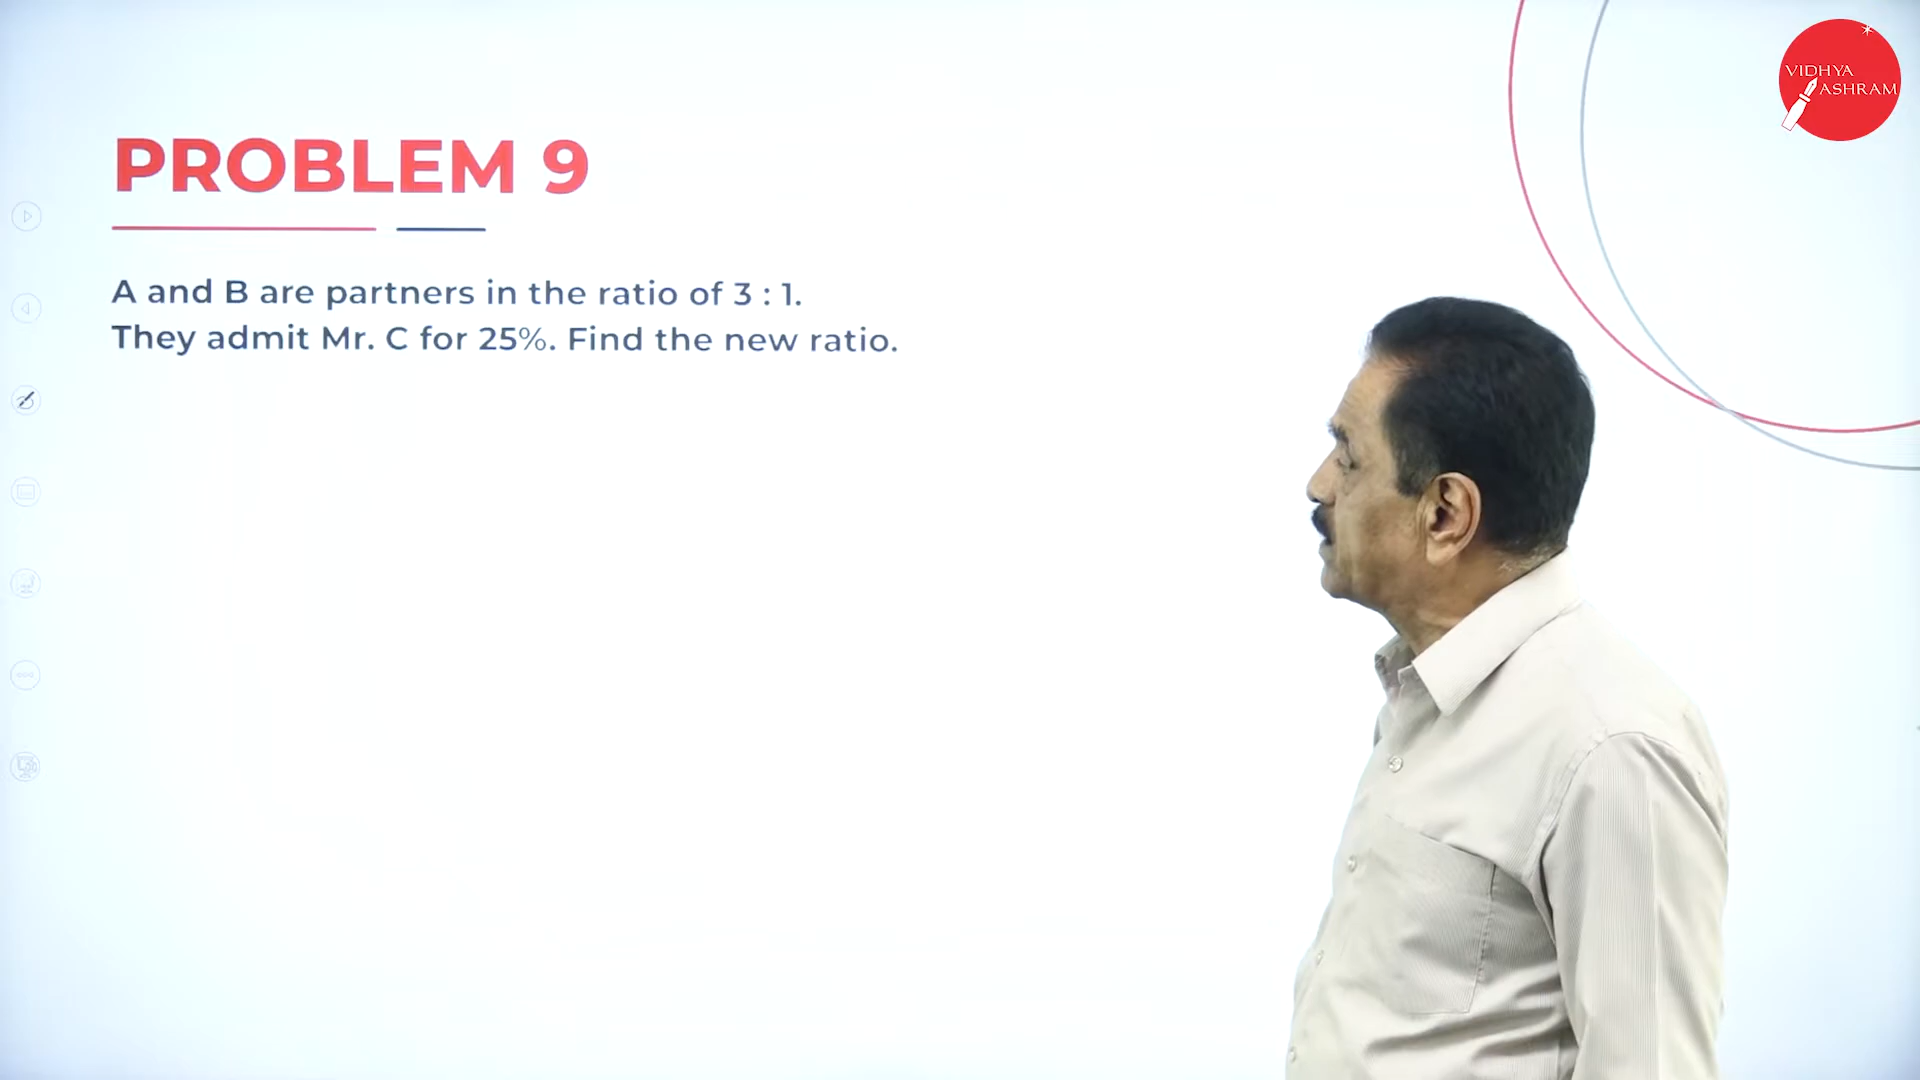 VIDHYA
ASHRAM
PROBLEM 9
A and B are partners in the ratio of 3 : 1.
They admit Mr. C for 25%. Find the new ratio.